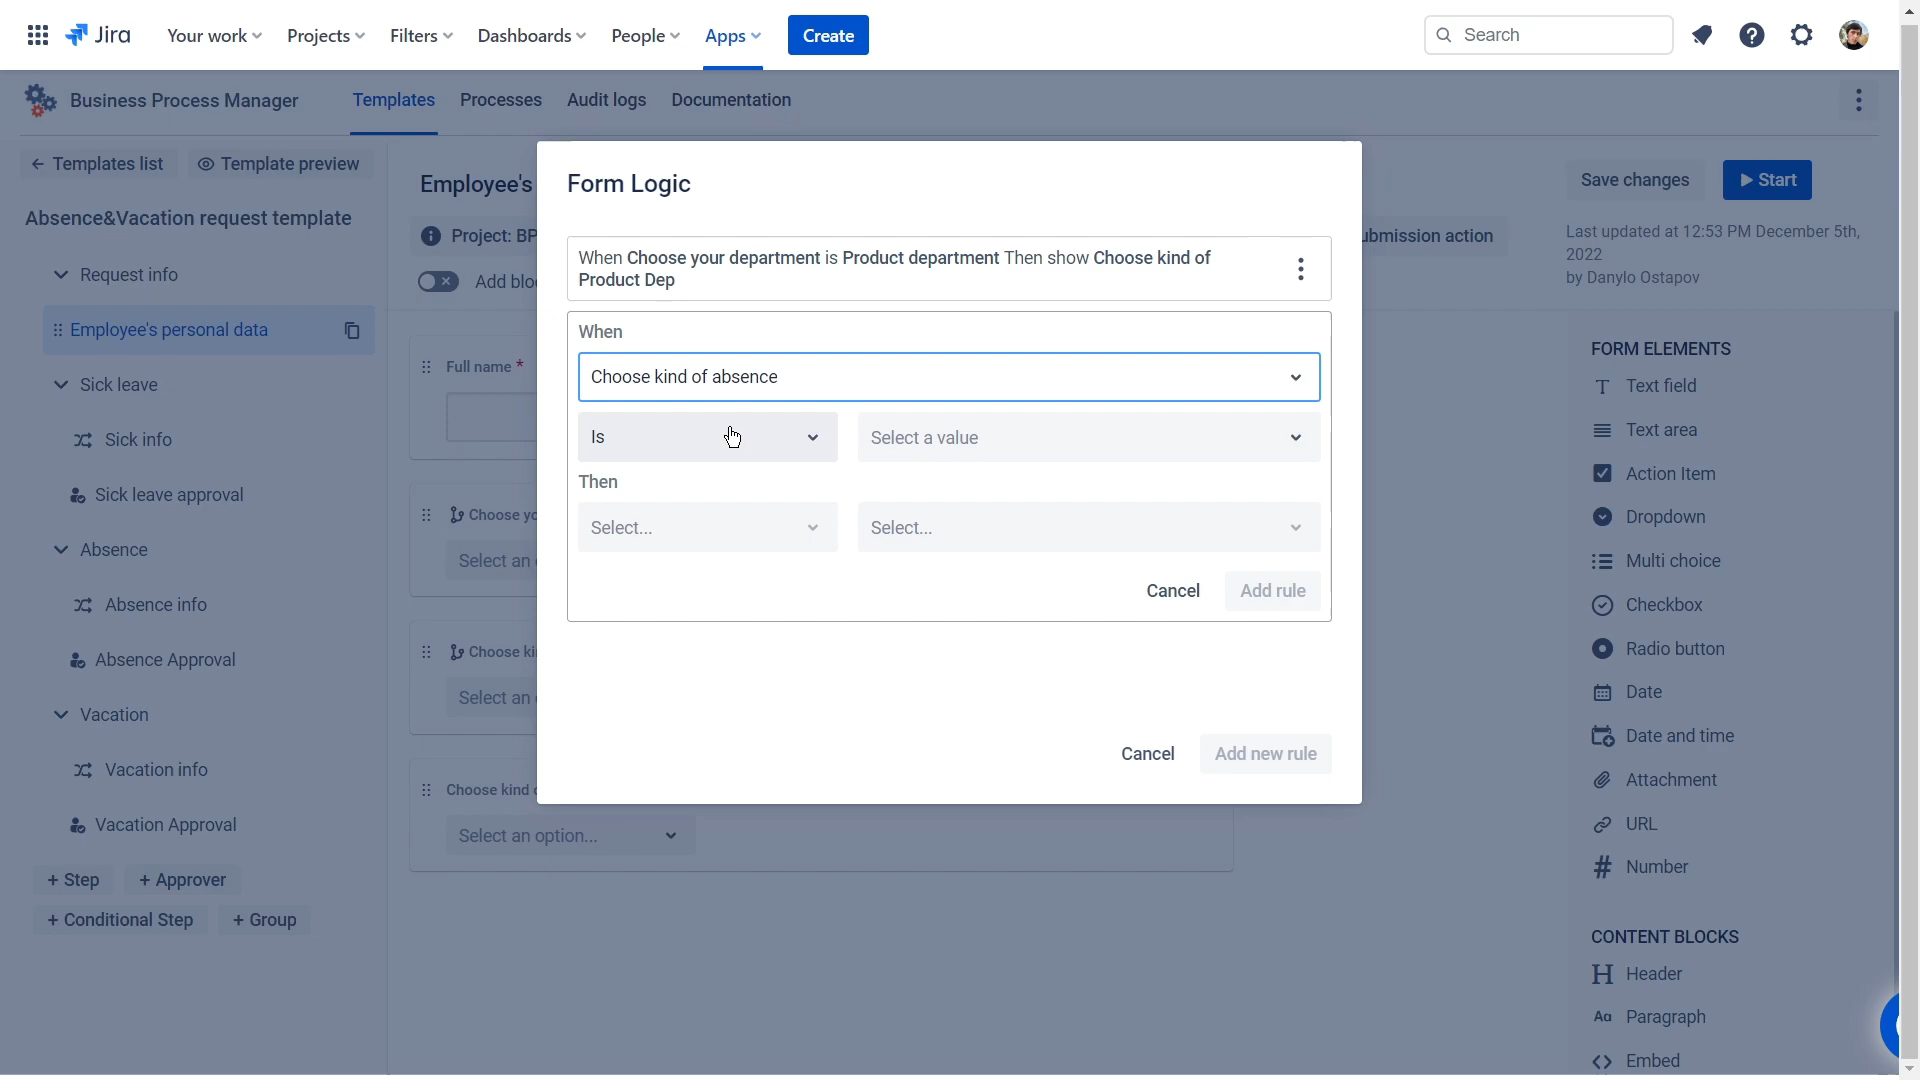 Jira
Your work
Projects
Filters
Dashboards
People
Apps
Create
Search
Business Process Manager
Templates
Processes
Audit logs
Documentation
Templates list
Template preview
Absence&Vacation request template
Request info
Employee's personal data
Sick leave
Sick info
Sick leave approval
Absence
Absence info
Absence Approval
Vacation
Vacation info
Vacation Approval
+ Step
+ Approver
+ Conditional Step
+ Group
Employee's
Project: BP
Add blo
Full name *
Choose yo
Select an
Choose ki
Select an
Choose kind
Select an option...
Form Logic
When Choose your department is Product department Then show Choose kind of
Product Dep
When
Choose kind of absence
Is
Select a value
Then
Select...
Select...
Cancel
Add rule
Cancel
Add new rule
ubmission action
Save changes
Start
Last updated at 12:53 PM December 5th,
2022
by Danylo Ostapov
FORM ELEMENTS
Text field
Text area
Action Item
Dropdown
Multi choice
Checkbox
Radio button
Date
Date and time
Attachment
URL
Number
CONTENT BLOCKS
Header
Paragraph
Embed